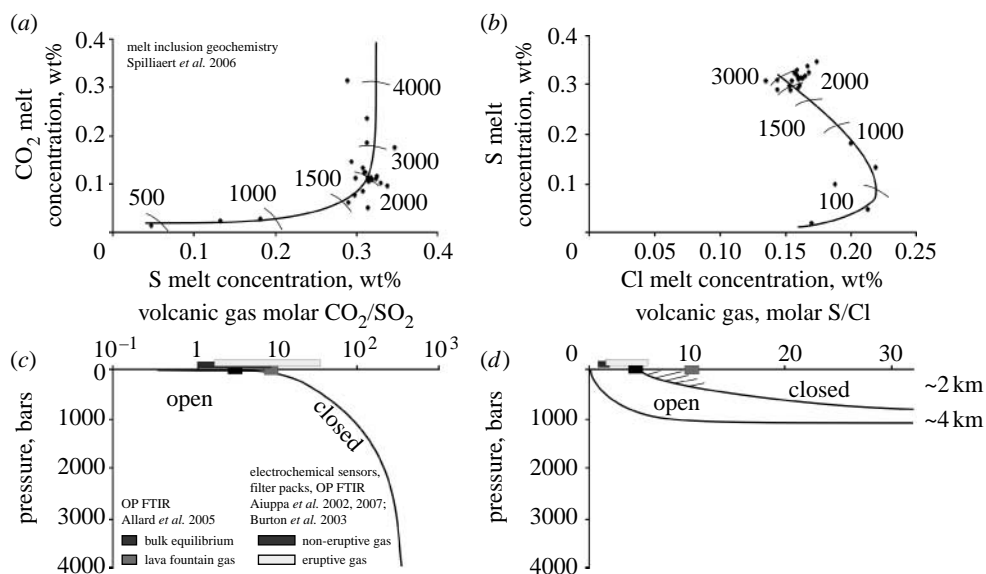 (a)
CO2 melt
concentration, wt%
0.4
0.3
0.2
0.1
0
0.1
0.2
0.3
0.4
melt inclusion geochemistry
Spilliaert et al. 2006
500
1000
1500
2000
3000
4000
S melt concentration, wt%
(b)
S melt
concentration, wt%
0.4
0.3
0.2
0.1
0.00
0.05
0.10
0.15
0.20
0.25
3000
2000
1500
1000
100
Cl melt concentration, wt%
(c)
volcanic gas molar CO2/SO2
10–1
1
10
102
103
pressure, bars
0
1000
2000
3000
4000
open
closed
OP FTIR
Allard et al. 2005
bulk equilibrium
lava fountain gas
electrochemical sensors,
filter packs, OP FTIR
Aiuppa et al. 2002, 2007;
Burton et al. 2003
non-eruptive gas
eruptive gas
(d)
volcanic gas, molar S/Cl
0
10
20
30
pressure, bars
0
1000
2000
3000
4000
open
closed
~2 km
~4 km